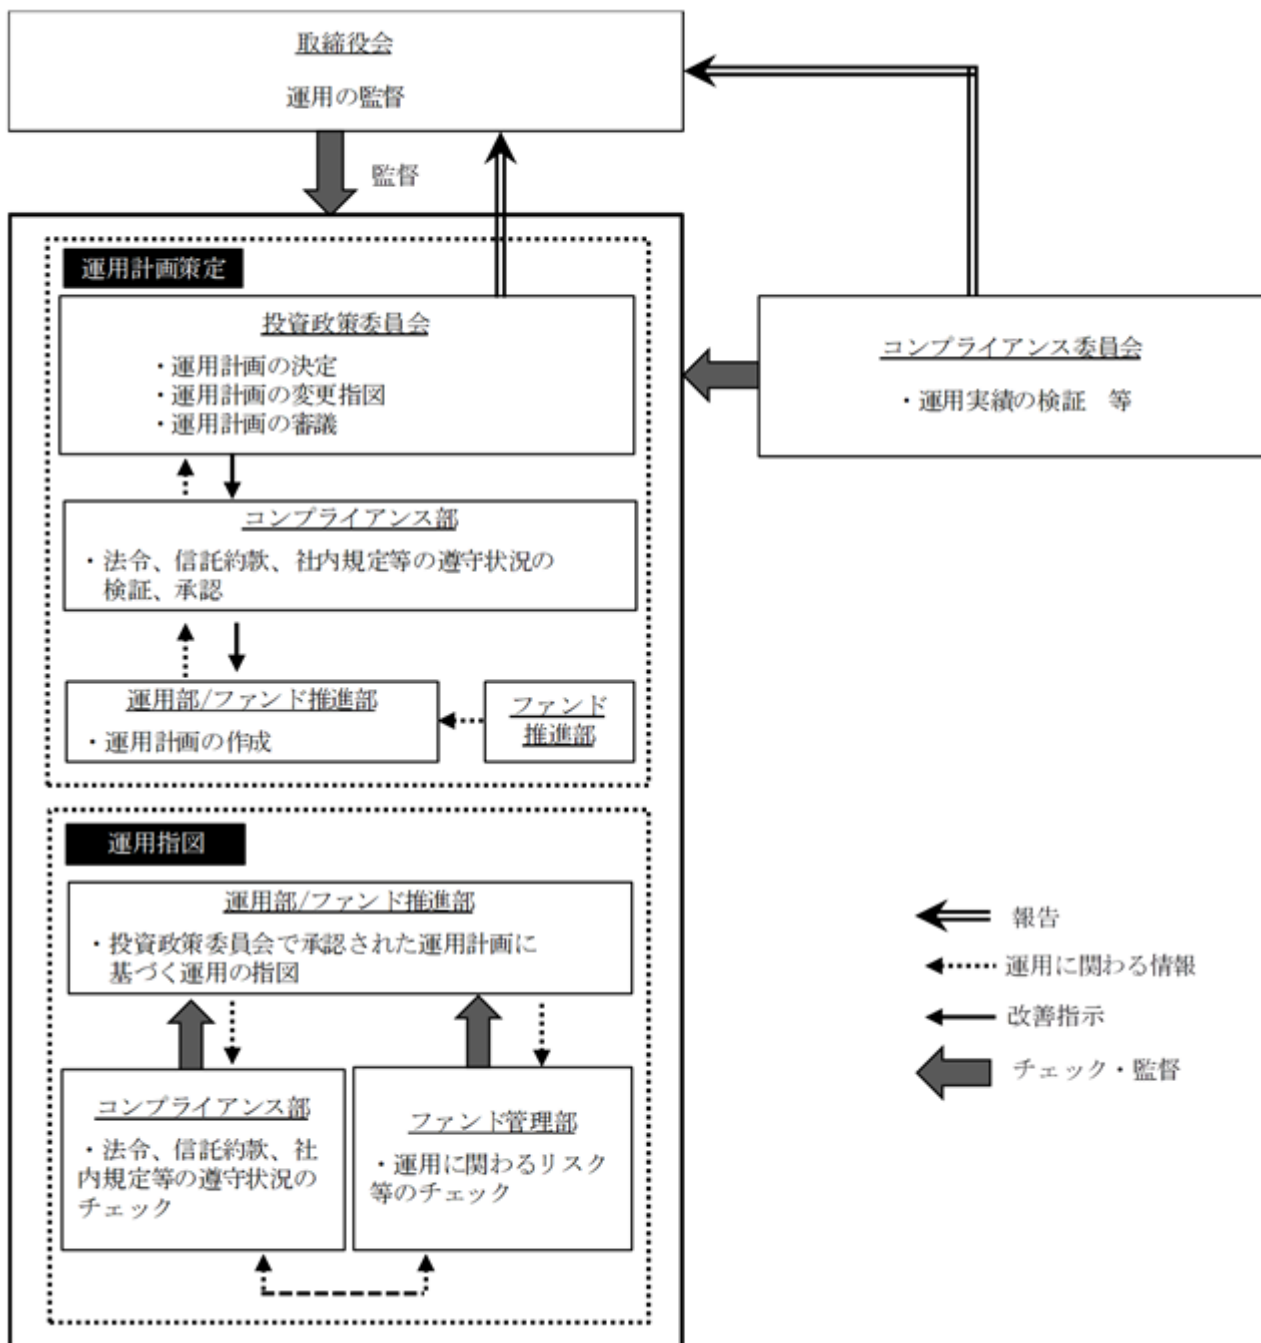 取締役会
運用の監督
監督
運用計画策定
投資政策委員会
・運用計画の決定
・運用計画の変更指図
・運用計画の審議
コンプライアンス委員会
・運用実績の検証　等
コンプライアンス部
・法令、信託約款、社内規定等の遵守状況の
検証、承認
運用部/ファンド推進部
・運用計画の作成
ファンド
推進部
運用指図
運用部/ファンド推進部
・投資政策委員会で承認された運用計画に
基づく運用の指図
コンプライアンス部
・法令、信託約款、社
内規定等の遵守状況の
チェック
ファンド管理部
・運用に関わるリスク
等のチェック
報告
運用に関わる情報
改善指示
チェック・監督